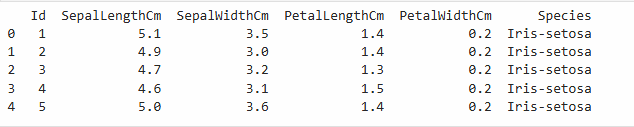 Id SepalLengthCm SepalWidthCm PetalLengthCm PetalWidthCm Species
0 1 5.1 3.5 1.4 0.2 Iris-setosa
1 2 4.9 3.0 1.4 0.2 Iris-setosa
2 3 4.7 3.2 1.3 0.2 Iris-setosa
3 4 4.6 3.1 1.5 0.2 Iris-setosa
4 5 5.0 3.6 1.4 0.2 Iris-setosa